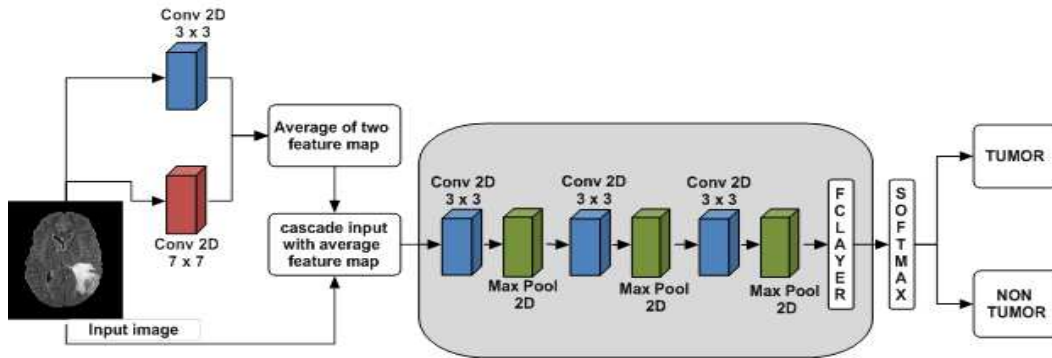 Conv 2D
3 x 3
Conv 2D
7 x 7
Input image
Average of two
feature map
cascade input
with average
feature map
Conv 2D
3 x 3
Max Pool
2D
Conv 2D
3 x 3
Max Pool
2D
Conv 2D
3 x 3
Max Pool
2D
FCLAYER
SOFTMAX
TUMOR
NON
TUMOR